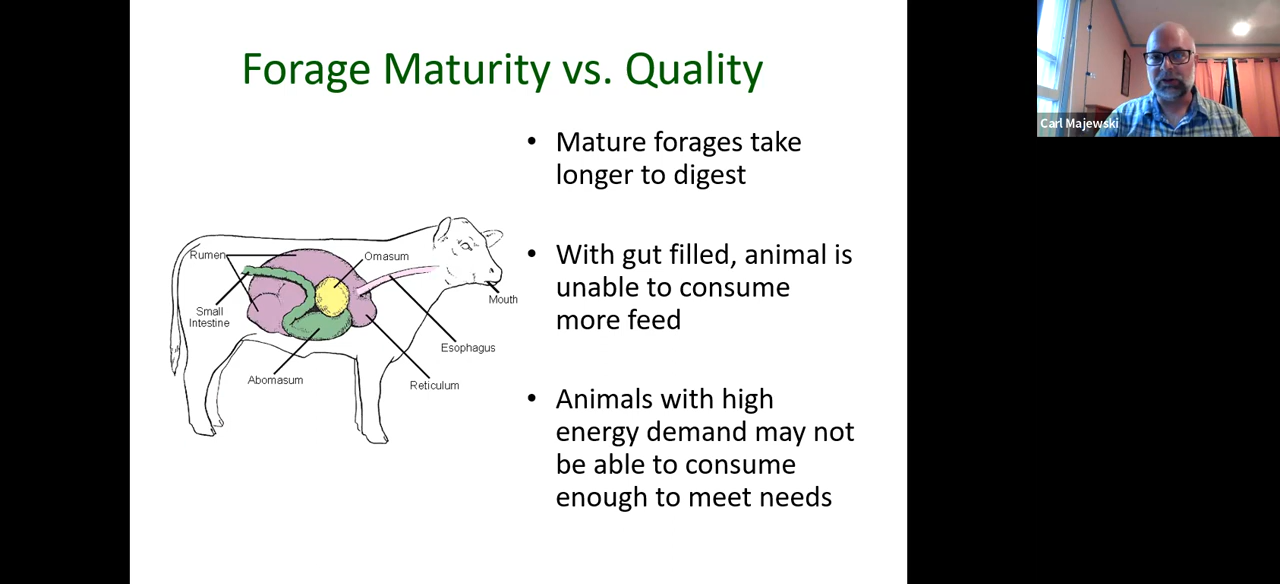 Forage Maturity vs. Quality
• Mature forages take
longer to digest
• With gut filled, animal is
unable to consume
more feed
• Animals with high
energy demand may not
be able to consume
enough to meet needs
Rumen
Omasum
Mouth
Small
Intestine
Esophagus
Abomasum
Reticulum
Carl Majewski